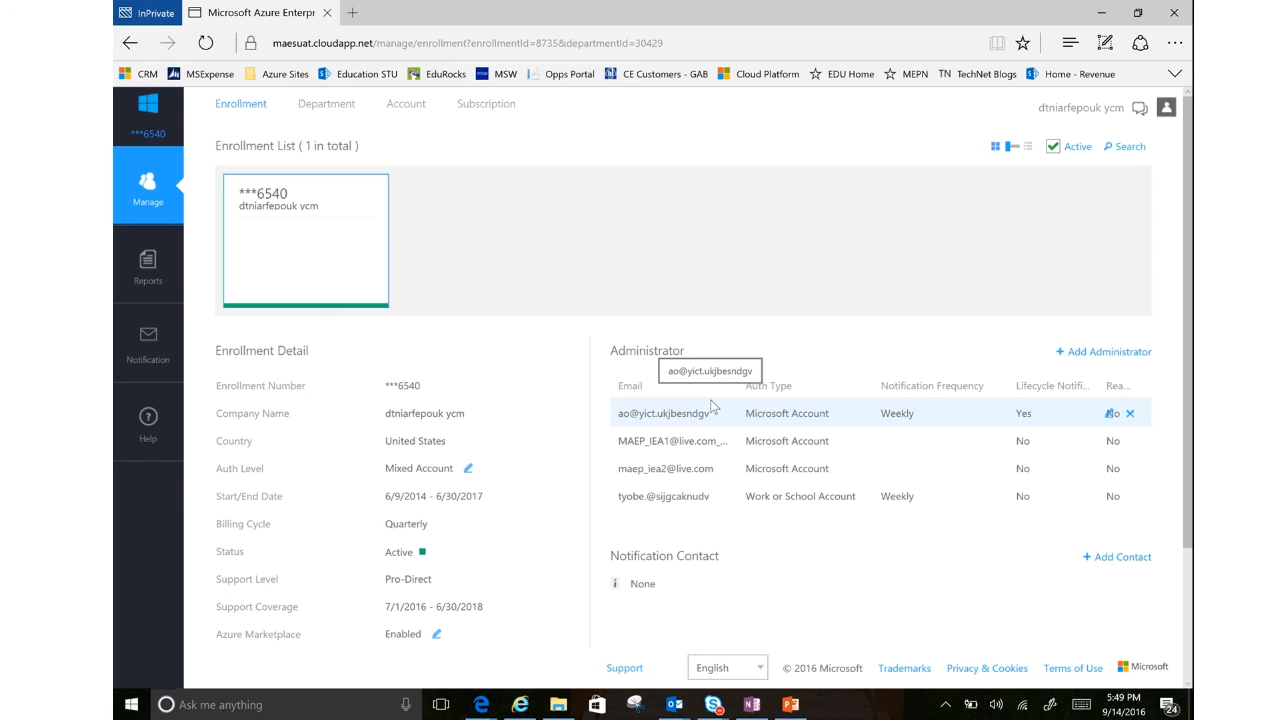 InPrivate
Microsoft Azure Enterpr
maesuat.cloudapp.net/manage/enrollment?enrollmentId=8735&departmentId=30429
CRM MSExpense Azure Sites Education STU EduRocks MSW Opps Portal CE Customers - GAB Cloud Platform EDU Home MEPN TN TechNet Blogs Home - Revenue
***6540
Manage
Reports
Notification
Help
Enrollment Department Account Subscription
dtniarfepouk ycm
Enrollment List ( 1 in total )
Active Search
***6540
dtniarfepouk ycm
Enrollment Detail
Enrollment Number ***6540
Company Name dtniarfepouk ycm
Country United States
Auth Level Mixed Account
Start/End Date 6/9/2014 - 6/30/2017
Billing Cycle Quarterly
Status Active
Support Level Pro-Direct
Support Coverage 7/1/2016 - 6/30/2018
Azure Marketplace Enabled
Administrator
+ Add Administrator
ao@yict.ukjbesndgv
Email Auth Type Notification Frequency Lifecycle Notifi... Rea...
ao@yict.ukjbesndgv Microsoft Account Weekly Yes No
MAEP_IEA1@live.com_... Microsoft Account No No
maep_iea2@live.com Microsoft Account No No
tyobe.@sijgcaknudv Work or School Account Weekly No No
Notification Contact
+ Add Contact
None
Support English © 2016 Microsoft Trademarks Privacy & Cookies Terms of Use Microsoft
Ask me anything
5:49 PM
9/14/2016
24